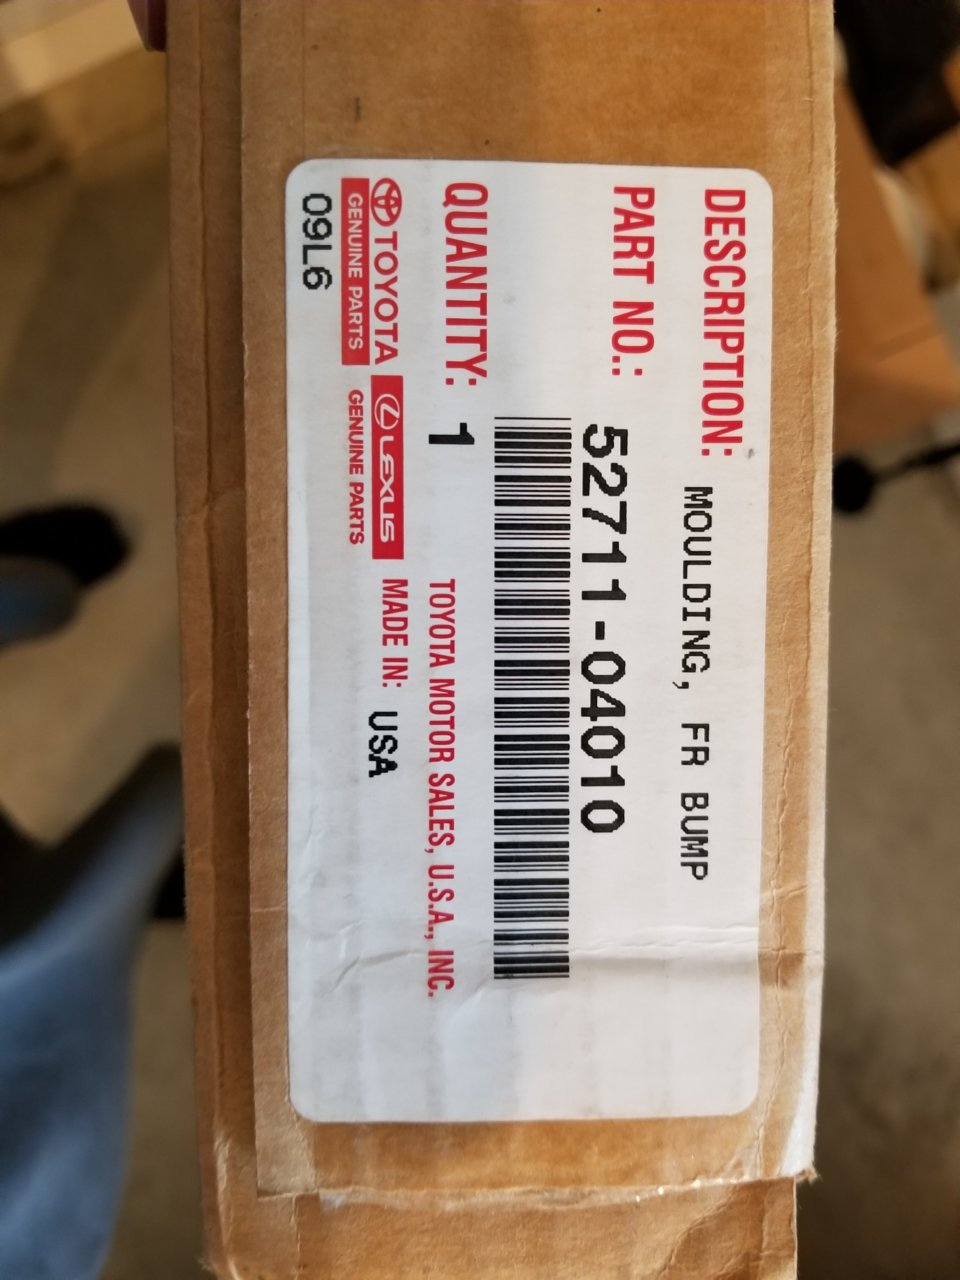 DESCRIPTION: MOULDING, FR BUMP
PART NO.: 52711-04010
QUANTITY: 1
TOYOTA MOTOR SALES, U.S.A., INC.
TOYOTA
GENUINE PARTS
LEXUS
GENUINE PARTS
MADE IN: USA
09L6